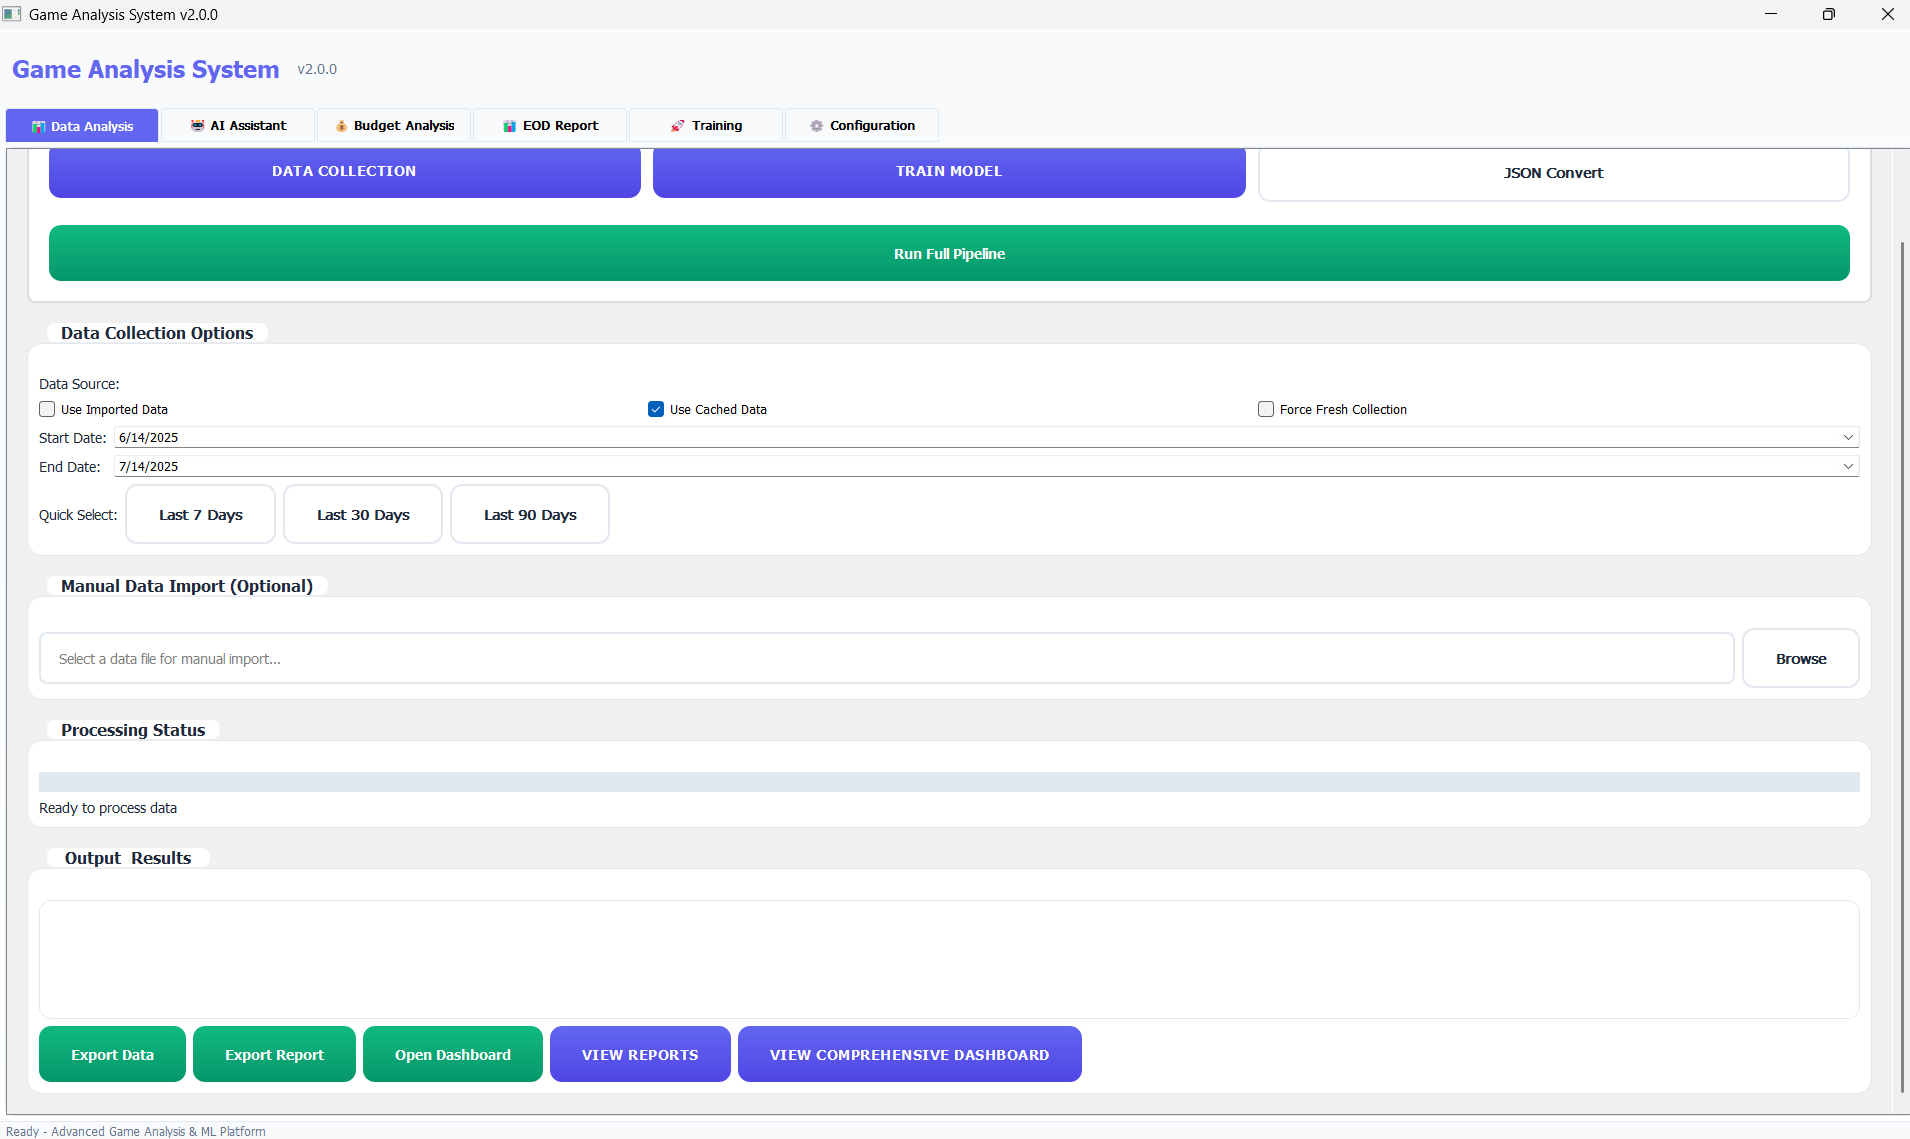 Game Analysis System v2.0.0
Game Analysis System v2.0.0
Data Analysis AI Assistant Budget Analysis EOD Report Training Configuration
DATA COLLECTION TRAIN MODEL JSON Convert
Run Full Pipeline
Data Collection Options
Data Source:
Use Imported Data Use Cached Data Force Fresh Collection
Start Date: 6/14/2025
End Date: 7/14/2025
Quick Select: Last 7 Days Last 30 Days Last 90 Days
Manual Data Import (Optional)
Select a data file for manual import... Browse
Processing Status
Ready to process data
Output Results
Export Data Export Report Open Dashboard VIEW REPORTS VIEW COMPREHENSIVE DASHBOARD
Ready - Advanced Game Analysis & ML Platform